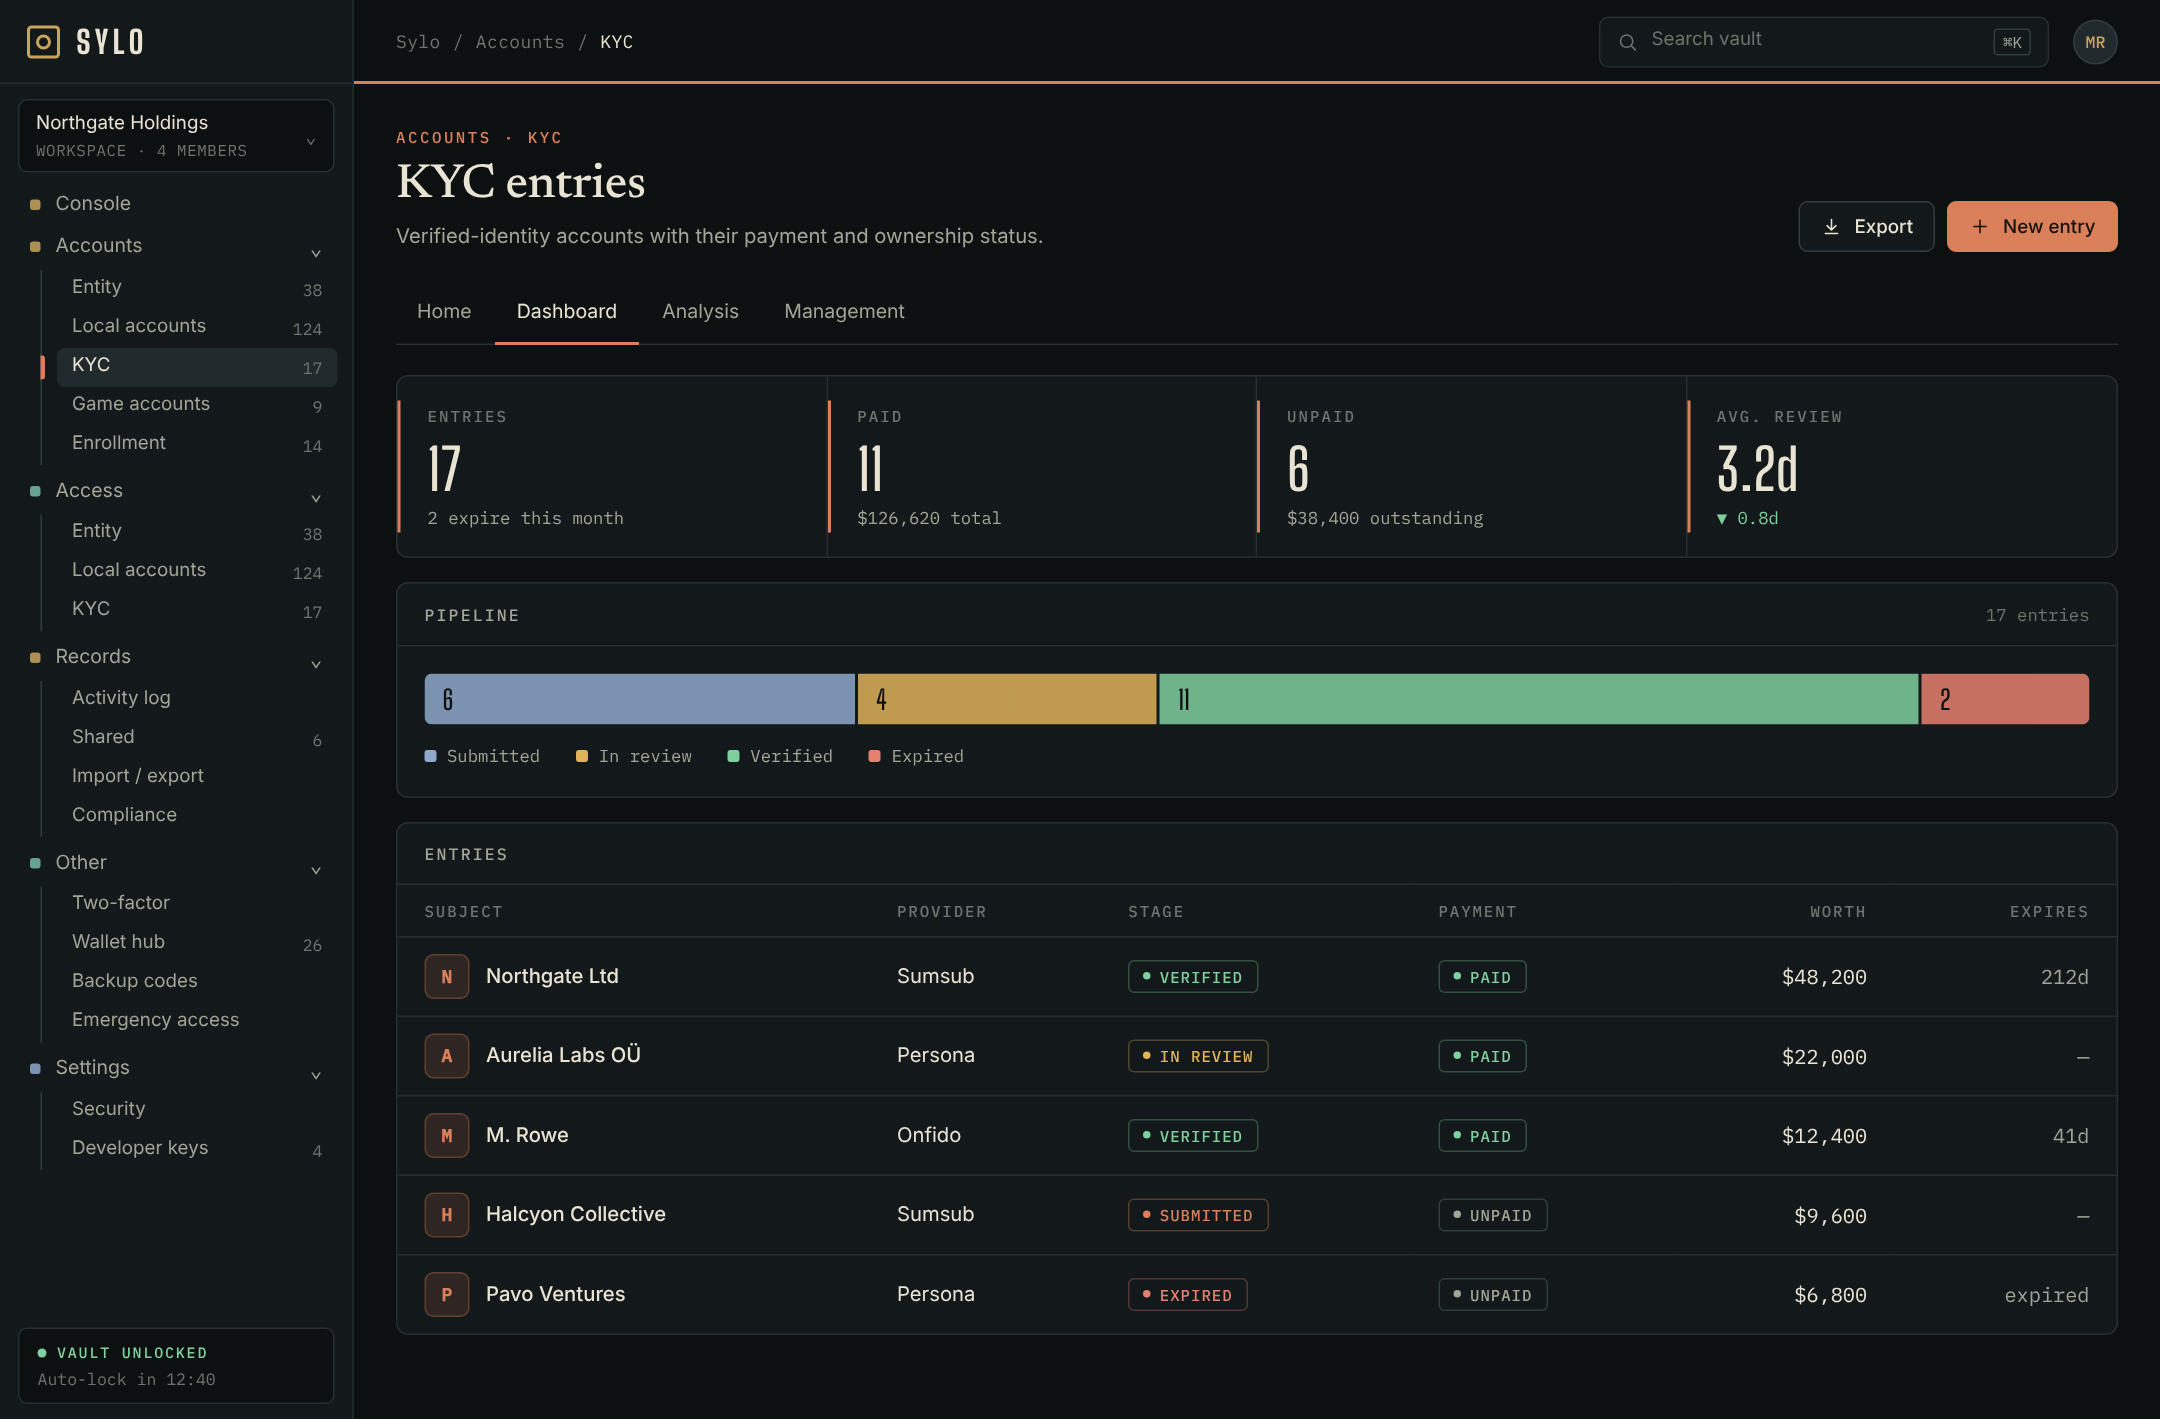 SYLO
Sylo / Accounts / KYC
Search vault
⌘K
MR
Northgate Holdings
WORKSPACE · 4 MEMBERS
Console
Accounts
Entity 38
Local accounts 124
KYC 17
Game accounts 9
Enrollment 14
Access
Entity 38
Local accounts 124
KYC 17
Records
Activity log
Shared 6
Import / export
Compliance
Other
Two-factor
Wallet hub 26
Backup codes
Emergency access
Settings
Security
Developer keys 4
VAULT UNLOCKED
Auto-lock in 12:40
ACCOUNTS · KYC
KYC entries
Verified-identity accounts with their payment and ownership status.
Export
+ New entry
Home Dashboard Analysis Management
ENTRIES
17
2 expire this month
PAID
11
$126,620 total
UNPAID
6
$38,400 outstanding
AVG. REVIEW
3.2d
▼ 0.8d
PIPELINE 17 entries
6 4 11 2
Submitted In review Verified Expired
ENTRIES
SUBJECT PROVIDER STAGE PAYMENT WORTH EXPIRES
N Northgate Ltd Sumsub VERIFIED PAID $48,200 212d
A Aurelia Labs OÜ Persona IN REVIEW PAID $22,000 —
M M. Rowe Onfido VERIFIED PAID $12,400 41d
H Halcyon Collective Sumsub SUBMITTED UNPAID $9,600 —
P Pavo Ventures Persona EXPIRED UNPAID $6,800 expired